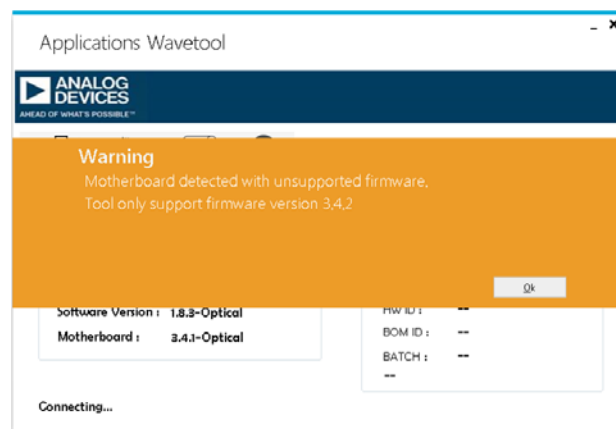 Applications Wavetool
ANALOG
DEVICES
AHEAD OF WHAT'S POSSIBLE™
Warning
Motherboard detected with unsupported firmware.
Tool only support firmware version 3.4.2
Ok
Software Version : 1.8.3-Optical
Motherboard : 3.4.1-Optical
HW ID : --
BOM ID : --
BATCH : --
--
Connecting...